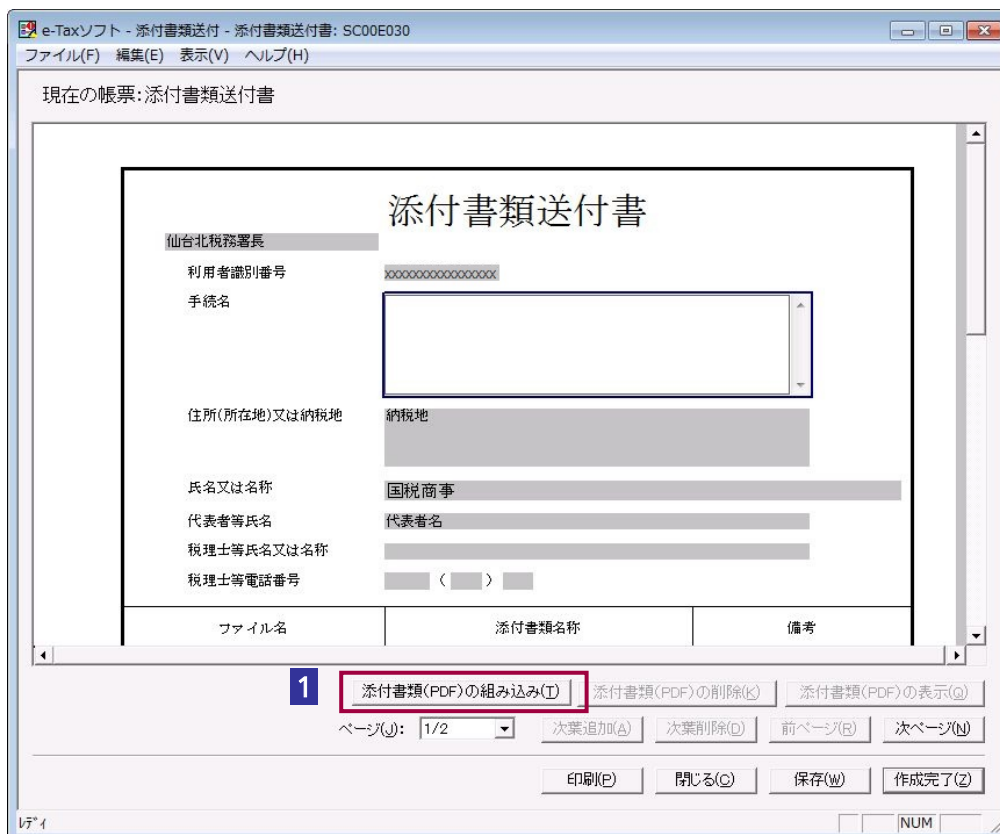 e-Taxソフト - 添付書類送付 - 添付書類送付書: SC00E030
ファイル(F) 編集(E) 表示(V) ヘルプ(H)
現在の帳票:添付書類送付書
添付書類送付書
仙台北税務署長
利用者識別番号 xxxxxxxxxxxxxxxx
手続名
住所(所在地)又は納税地 納税地
氏名又は名称 国税商事
代表者等氏名 代表者名
税理士等氏名又は名称
税理士等電話番号 ( )
ファイル名 添付書類名称 備考
1 添付書類(PDF)の組み込み(T) 添付書類(PDF)の削除(K) 添付書類(PDF)の表示(Q)
ページ(J): 1/2 次葉追加(A) 次葉削除(D) 前ページ(R) 次ページ(N)
印刷(P) 閉じる(C) 保存(W) 作成完了(Z)
ﾚﾃﾞｨ NUM